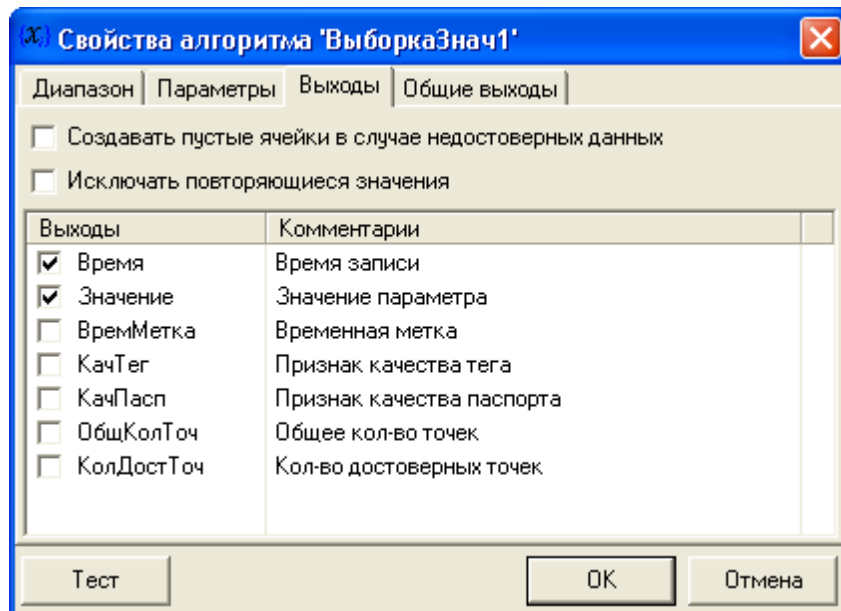 {X,} Свойства алгоритма 'ВыборкаЗнач1'
Диапазон Параметры Выходы Общие выходы
Создавать пустые ячейки в случае недостоверных данных
Исключать повторяющиеся значения
Выходы Комментарии
Время Время записи
Значение Значение параметра
ВремМетка Временная метка
КачТег Признак качества тега
КачПасп Признак качества паспорта
ОбщКолТоч Общее кол-во точек
КолДостТоч Кол-во достоверных точек
Тест OK Отмена